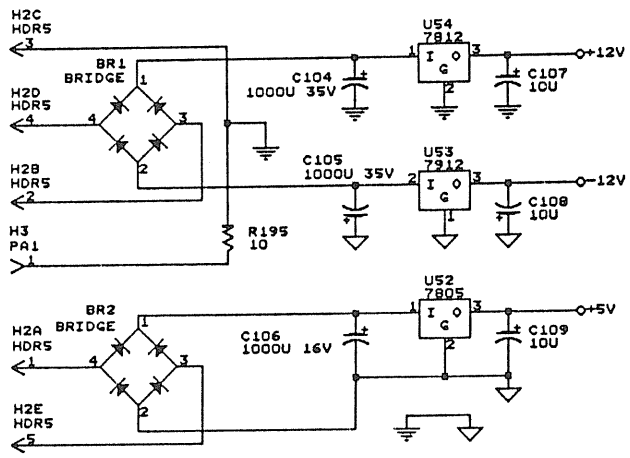 H2C
HDR5
3
BR1
BRIDGE
1
H2D
HDR5
4
4
3
2
H2B
HDR5
2
H3
PA1
1
R195
10
C104
1000U 35V
U54
7812
1
I O
G
3
2
C107
10U
+12V
C105
1000U 35V
U53
7912
2
I O
G
3
1
C108
10U
-12V
BR2
BRIDGE
1
H2A
HDR5
1
4
3
2
H2E
HDR5
5
C106
1000U 16V
U52
7805
1
I O
G
3
2
C109
10U
+5V